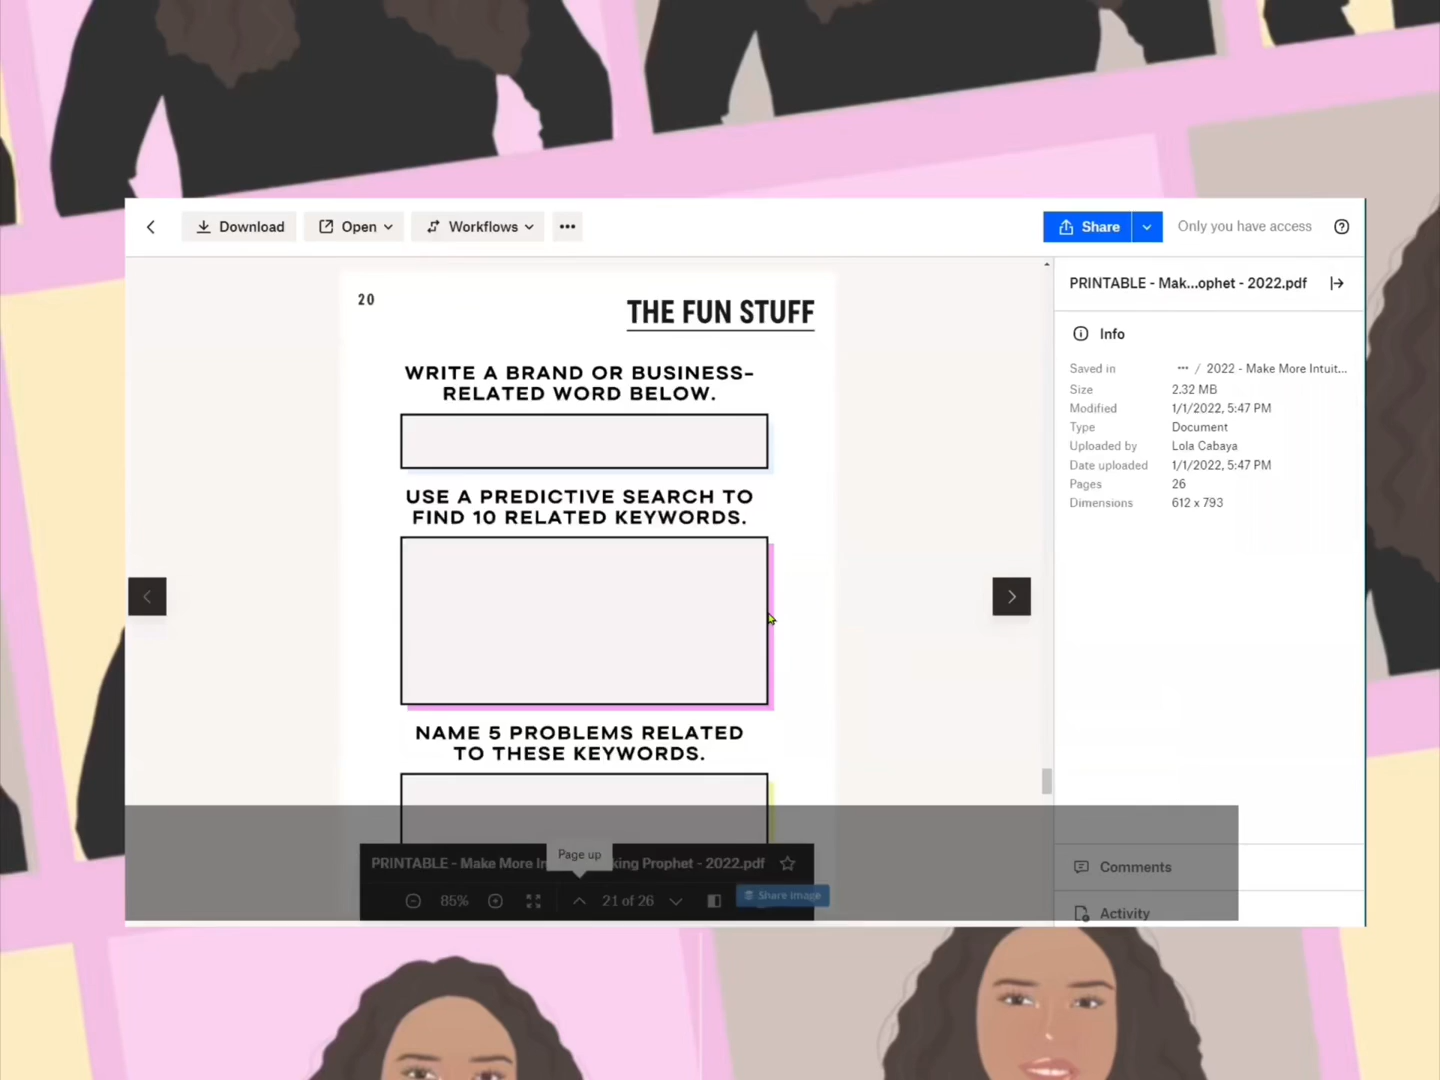 Download
Open
Workflows
•••
Share
Only you have access
20
THE FUN STUFF
WRITE A BRAND OR BUSINESS-
RELATED WORD BELOW.
USE A PREDICTIVE SEARCH TO
FIND 10 RELATED KEYWORDS.
NAME 5 PROBLEMS RELATED
TO THESE KEYWORDS.
Page up
PRINTABLE - Make More In king Prophet - 2022.pdf
85%
21 of 26
Share image
PRINTABLE - Mak...ophet - 2022.pdf
Info
Saved in ••• / 2022 - Make More Intuit...
Size 2.32 MB
Modified 1/1/2022, 5:47 PM
Type Document
Uploaded by Lola Cabaya
Date uploaded 1/1/2022, 5:47 PM
Pages 26
Dimensions 612 x 793
Comments
Activity